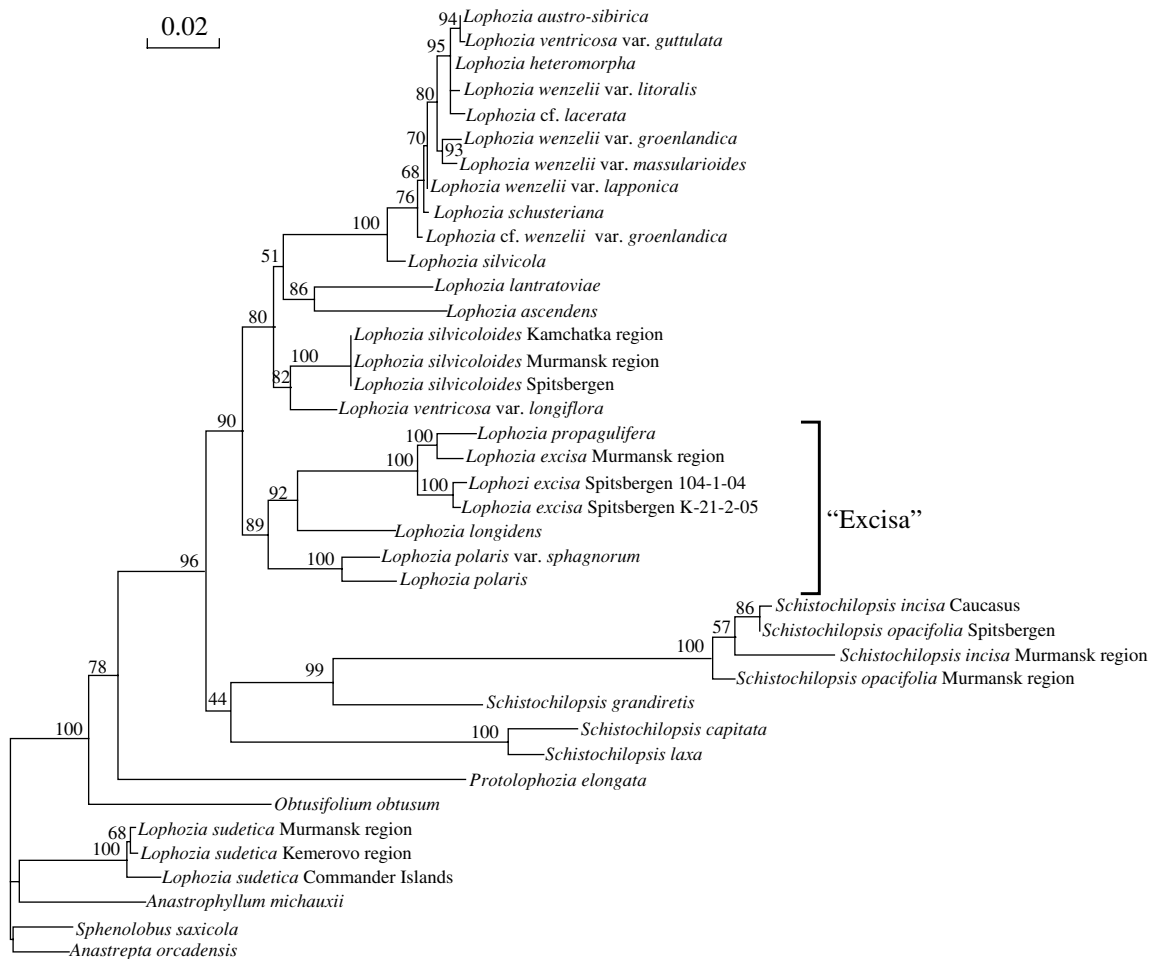 0.02
94
Lophozia austro-sibirica
Lophozia ventricosa var. guttulata
95
Lophozia heteromorpha
80
Lophozia wenzelii var. litoralis
Lophozia cf. lacerata
70
Lophozia wenzelii var. groenlandica
93
Lophozia wenzelii var. massularioides
68
Lophozia wenzelii var. lapponica
76
Lophozia schusteriana
100
Lophozia cf. wenzelii var. groenlandica
51
Lophozia silvicola
86
Lophozia lantratoviae
Lophozia ascendens
80
Lophozia silvicoloides Kamchatka region
100
Lophozia silvicoloides Murmansk region
82
Lophozia silvicoloides Spitsbergen
Lophozia ventricosa var. longiflora
90
100
Lophozia propagulifera
100
Lophozia excisa Murmansk region
100
Lophozi excisa Spitsbergen 104-1-04
92
Lophozia excisa Spitsbergen K-21-2-05
“Excisa”
89
Lophozia longidens
100
Lophozia polaris var. sphagnorum
Lophozia polaris
96
86
Schistochilopsis incisa Caucasus
57
Schistochilopsis opacifolia Spitsbergen
100
Schistochilopsis incisa Murmansk region
78
99
Schistochilopsis opacifolia Murmansk region
44
Schistochilopsis grandiretis
100
Schistochilopsis capitata
Schistochilopsis laxa
100
Protolophozia elongata
Obtusifolium obtusum
68
Lophozia sudetica Murmansk region
100
Lophozia sudetica Kemerovo region
Lophozia sudetica Commander Islands
Anastrophyllum michauxii
Sphenolobus saxicola
Anastrepta orcadensis